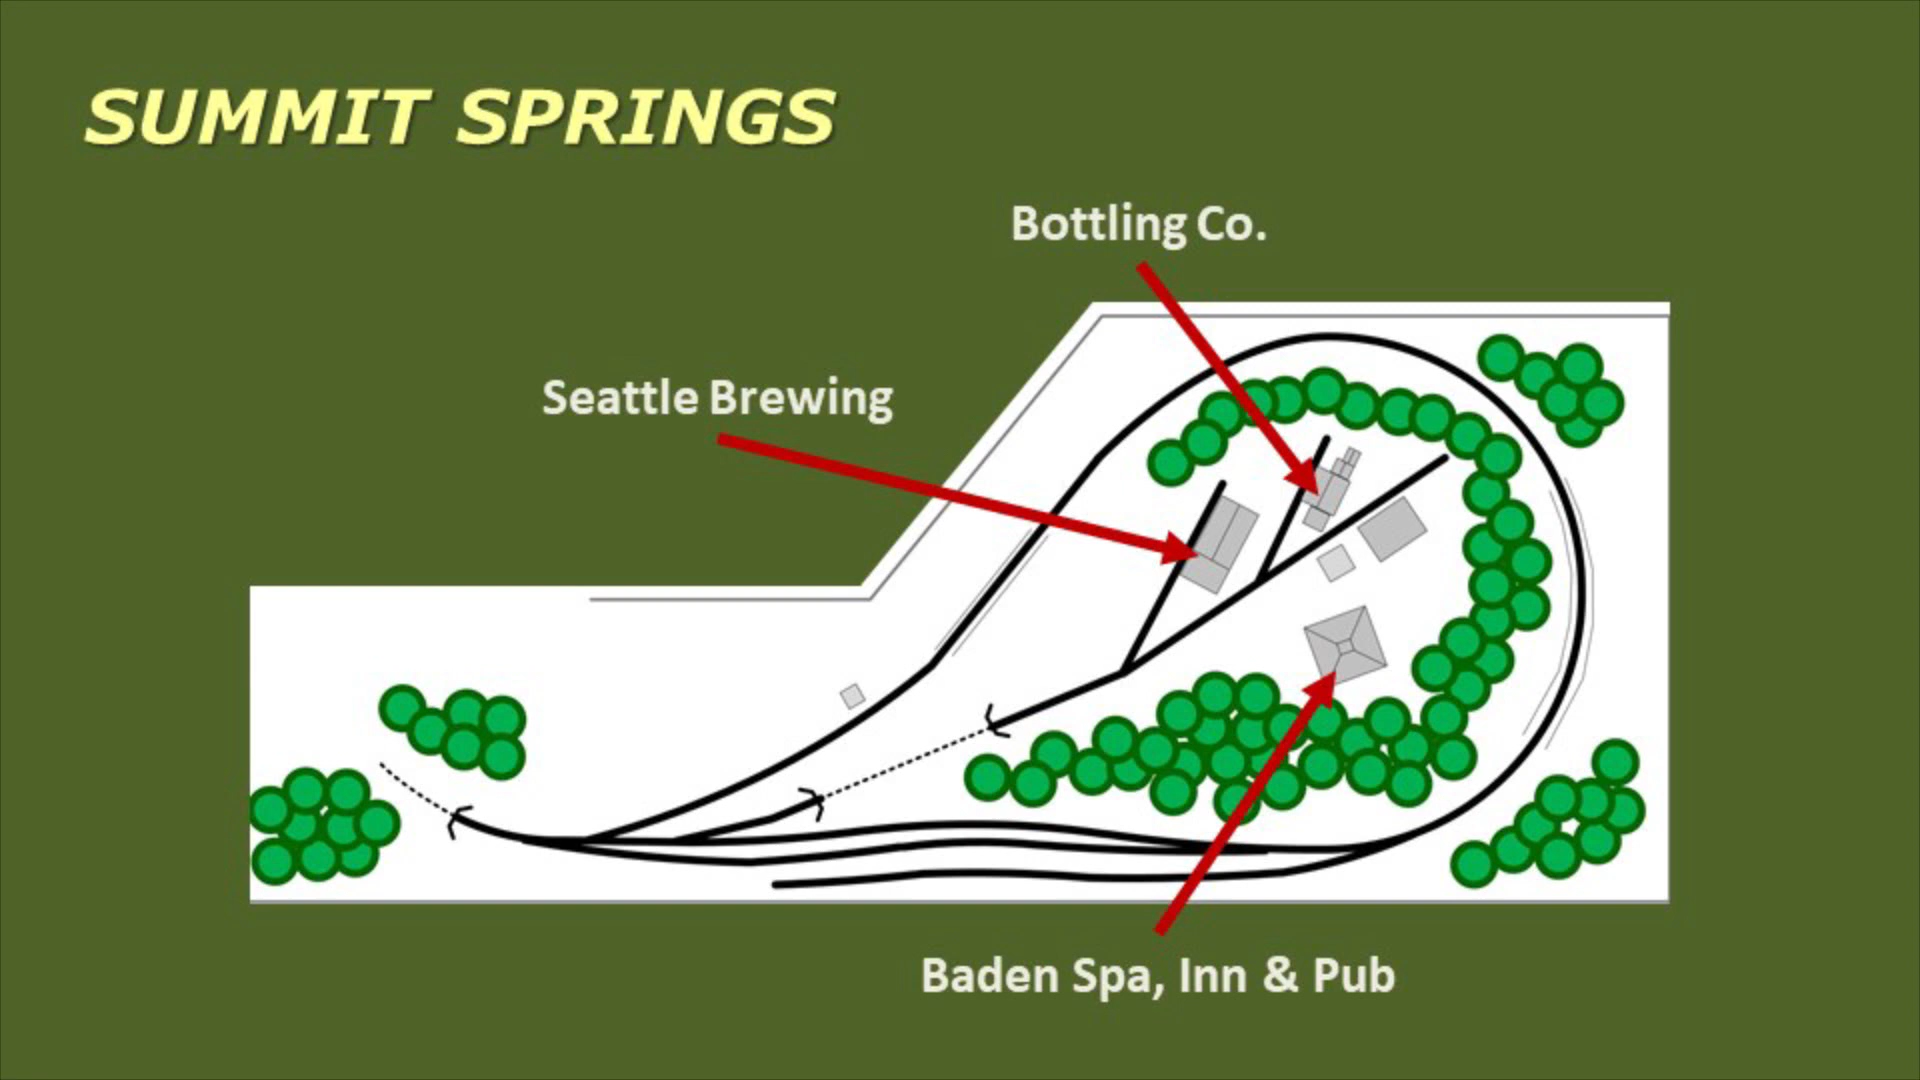 SUMMIT SPRINGS
Bottling Co.
Seattle Brewing
Baden Spa, Inn & Pub